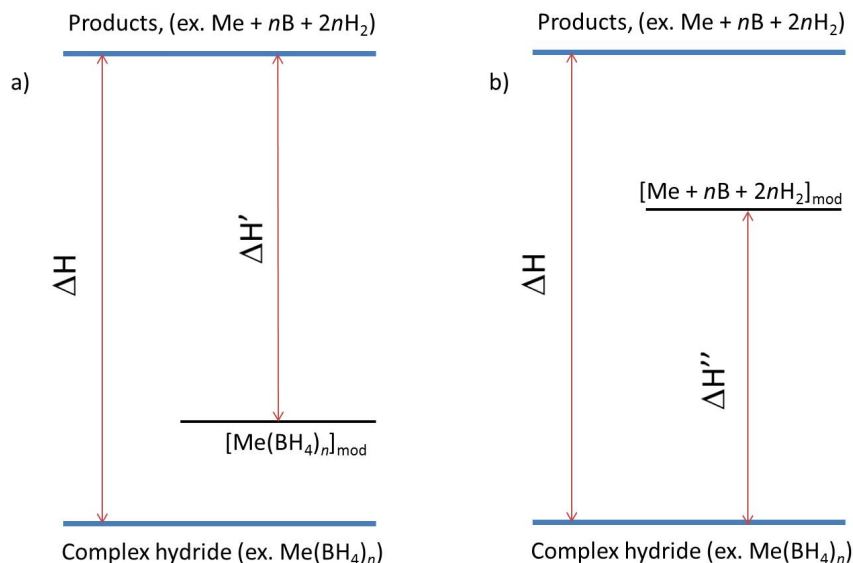 Products, (ex. Me + nB + 2nH₂)
a)
ΔH
ΔH′
[Me(BH₄)ₙ]mod
Complex hydride (ex. Me(BH₄)ₙ)
Products, (ex. Me + nB + 2nH₂)
b)
[Me + nB + 2nH₂]mod
ΔH
ΔH′′
Complex hydride (ex. Me(BH₄)ₙ)